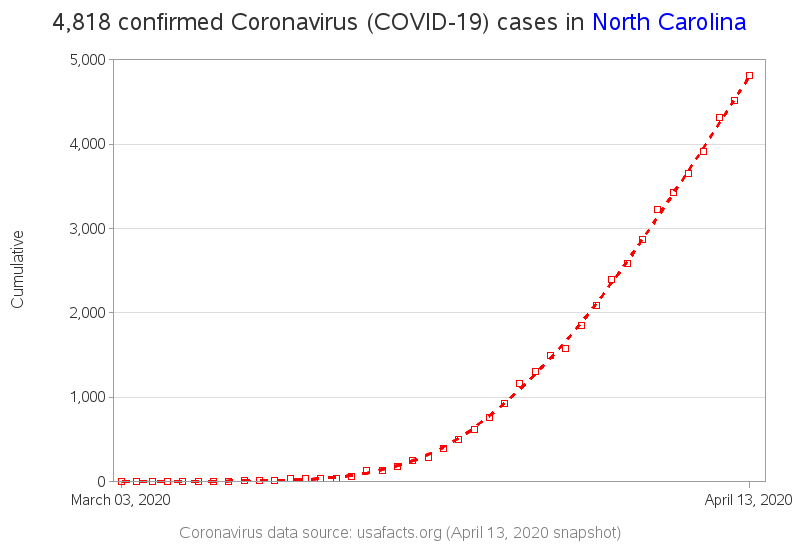 4,818 confirmed Coronavirus (COVID-19) cases in North Carolina
5,000
4,000
3,000
2,000
1,000
0
Cumulative
March 03, 2020
April 13, 2020
Coronavirus data source: usafacts.org (April 13, 2020 snapshot)